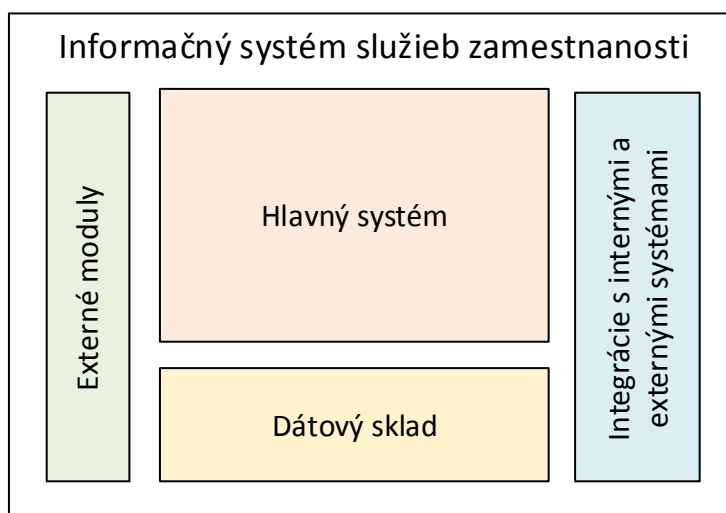 Informačný systém služieb zamestnanosti
Externé moduly
Hlavný systém
Dátový sklad
Integrácie s internými a
externými systémami